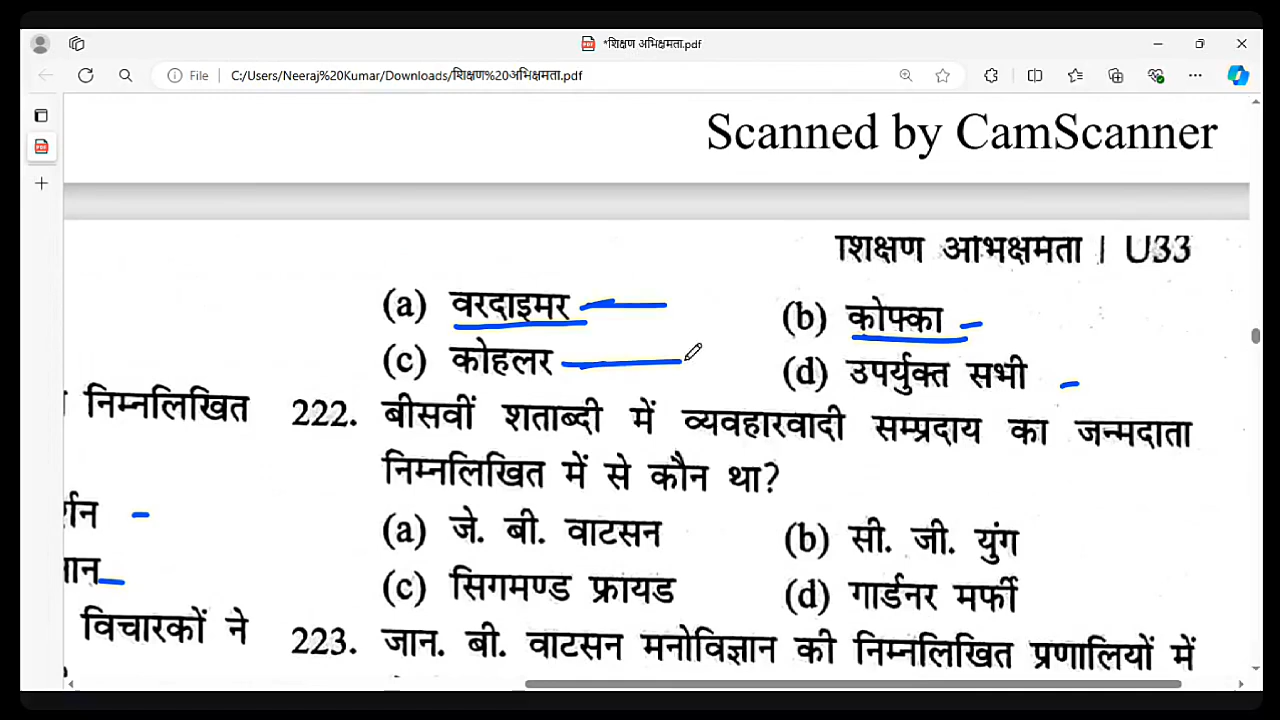 *शिक्षण अभिक्षमता.pdf
File C:/Users/Neeraj%20Kumar/Downloads/शिक्षण%20अभिक्षमता.pdf
Scanned by CamScanner
शिक्षण अभिक्षमता | U33
(a) वरदाइमर (b) कोफ्का
(c) कोहलर (d) उपर्युक्त सभी
निम्नलिखित
222. बीसवीं शताब्दी में व्यवहारवादी सम्प्रदाय का जन्मदाता
निम्नलिखित में से कौन था?
(a) जे. बी. वाटसन (b) सी. जी. युंग
(c) सिगमण्ड फ्रायड (d) गार्डनर मर्फी
विचारकों ने
223. जान. बी. वाटसन मनोविज्ञान की निम्नलिखित प्रणालियों में